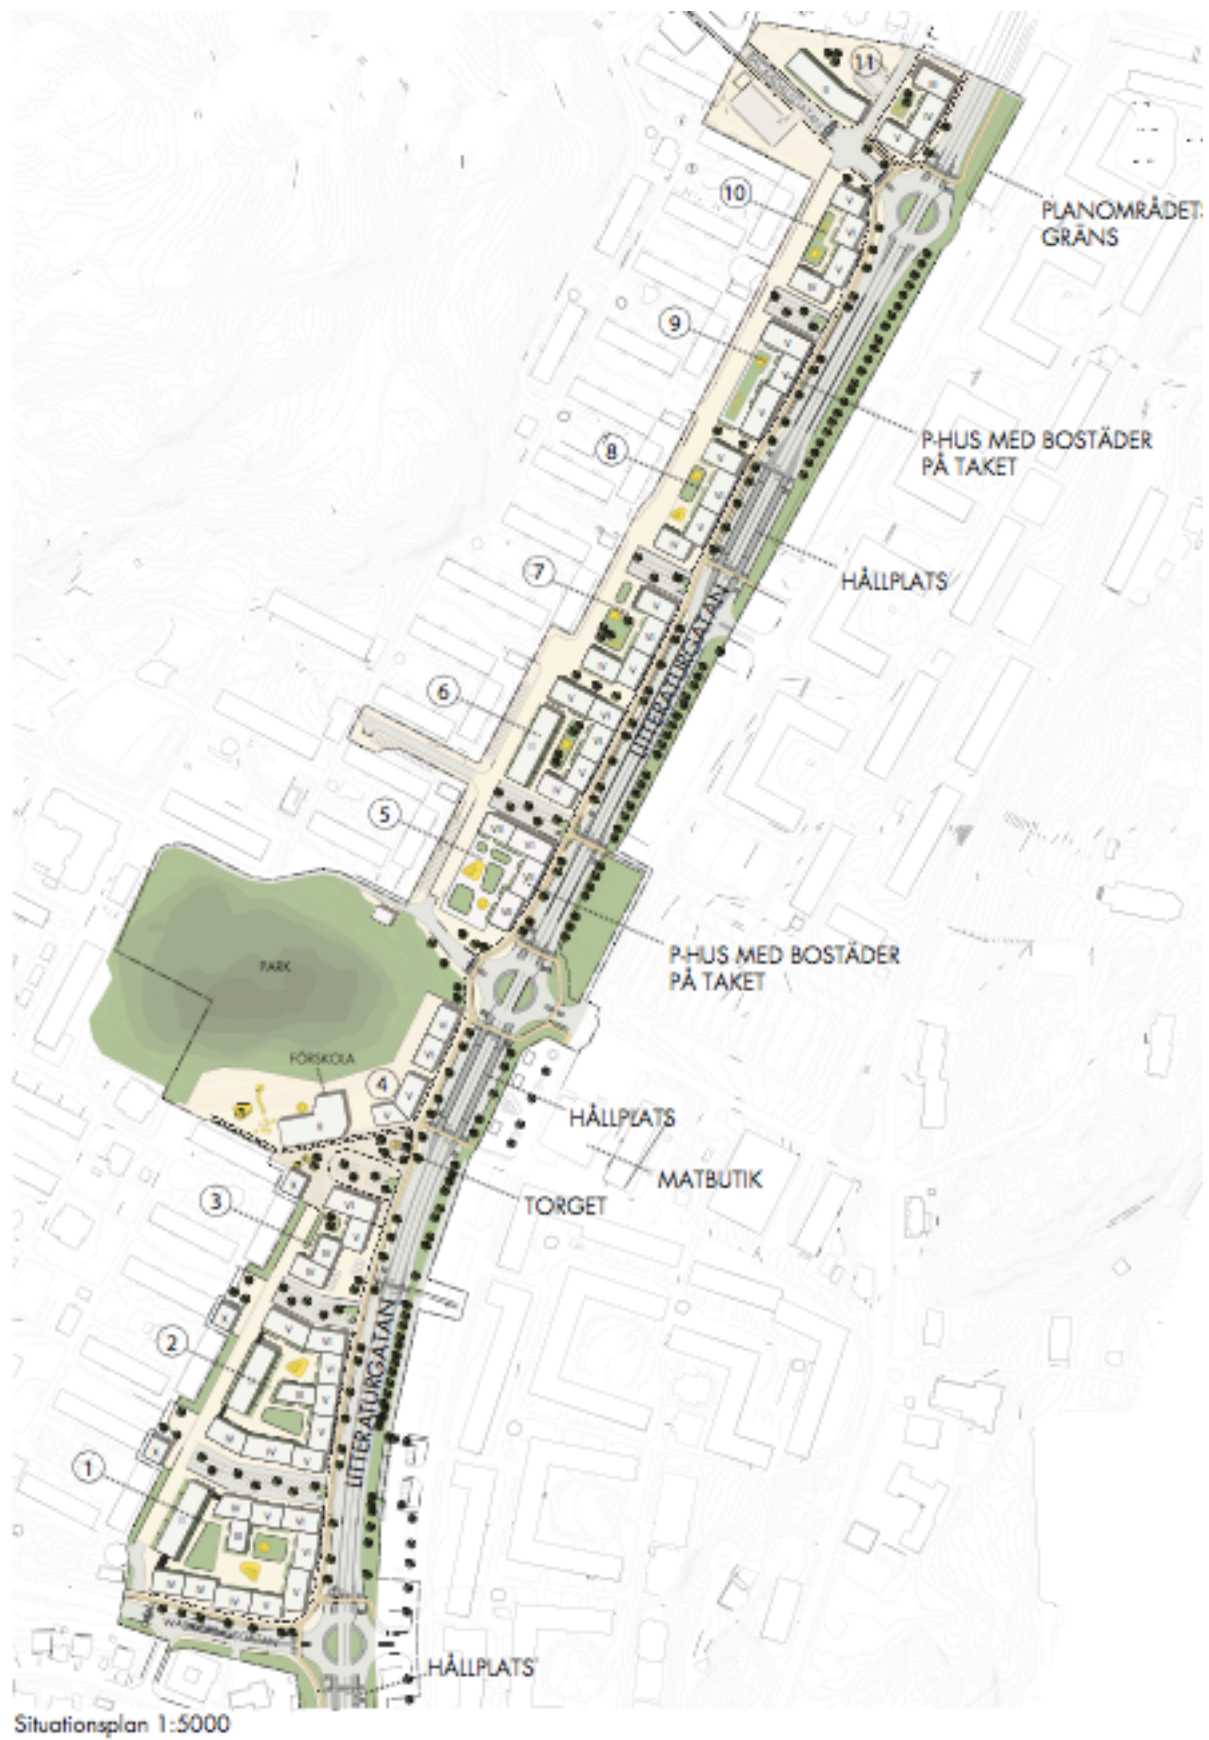 11
10
PLANOMRÅDETS
GRÄNS
9
P-HUS MED BOSTÄDER
PÅ TAKET
8
HÅLLPLATS
7
LITTERATURGATAN
6
5
P-HUS MED BOSTÄDER
PÅ TAKET
PARK
FÖRSKOLA
4
HÅLLPLATS
MATBUTIK
TORGET
3
2
LITTERATURGATAN
1
HÅLLPLATS
Situationsplan 1:5000